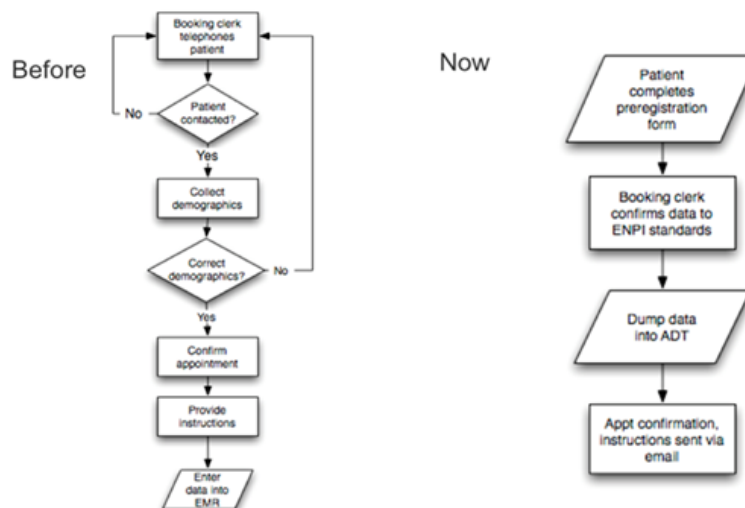 Before
Booking clerk
telephones
patient
Patient
contacted?
No
Yes
Collect
demographics
Correct
demographics?
No
Yes
Confirm
appointment
Provide
instructions
Enter
data into
EMR
Now
Patient
completes
preregistration
form
Booking clerk
confirms data to
ENPI standards
Dump data
into ADT
Appt confirmation,
instructions sent via
email